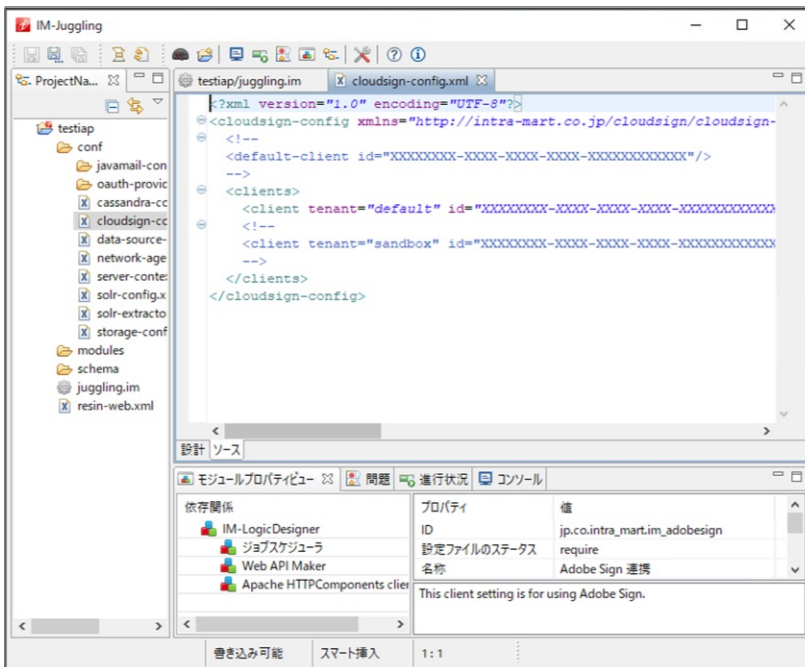 IM-Juggling
ProjectNa...
testiap/juggling.im
cloudsign-config.xml
testiap
conf
javamail-con
oauth-provic
cassandra-cc
cloudsign-cc
data-source-
network-age
server-conte:
solr-config.x
solr-extracto
storage-conf
modules
schema
juggling.im
resin-web.xml
<?xml version="1.0" encoding="UTF-8"?>
<cloudsign-config xmlns="http://intra-mart.co.jp/cloudsign/cloudsign-
<!--
<default-client id="XXXXXXXX-XXXX-XXXX-XXXX-XXXXXXXXXXXX"/>
-->
<clients>
<client tenant="default" id="XXXXXXXX-XXXX-XXXX-XXXX-XXXXXXXXXXXX
<!--
<client tenant="sandbox" id="XXXXXXXX-XXXX-XXXX-XXXX-XXXXXXXXXXXX
-->
</clients>
</cloudsign-config>
設計 ソース
モジュールプロパティビュー 問題 進行状況 コンソール
依存関係
IM-LogicDesigner
ジョブスケジューラ
Web API Maker
Apache HTTPComponents clier
プロパティ 値
ID jp.co.intra_mart.im_adobesign
設定ファイルのステータス require
名称 Adobe Sign 連携
This client setting is for using Adobe Sign.
書き込み可能 スマート挿入 1 : 1